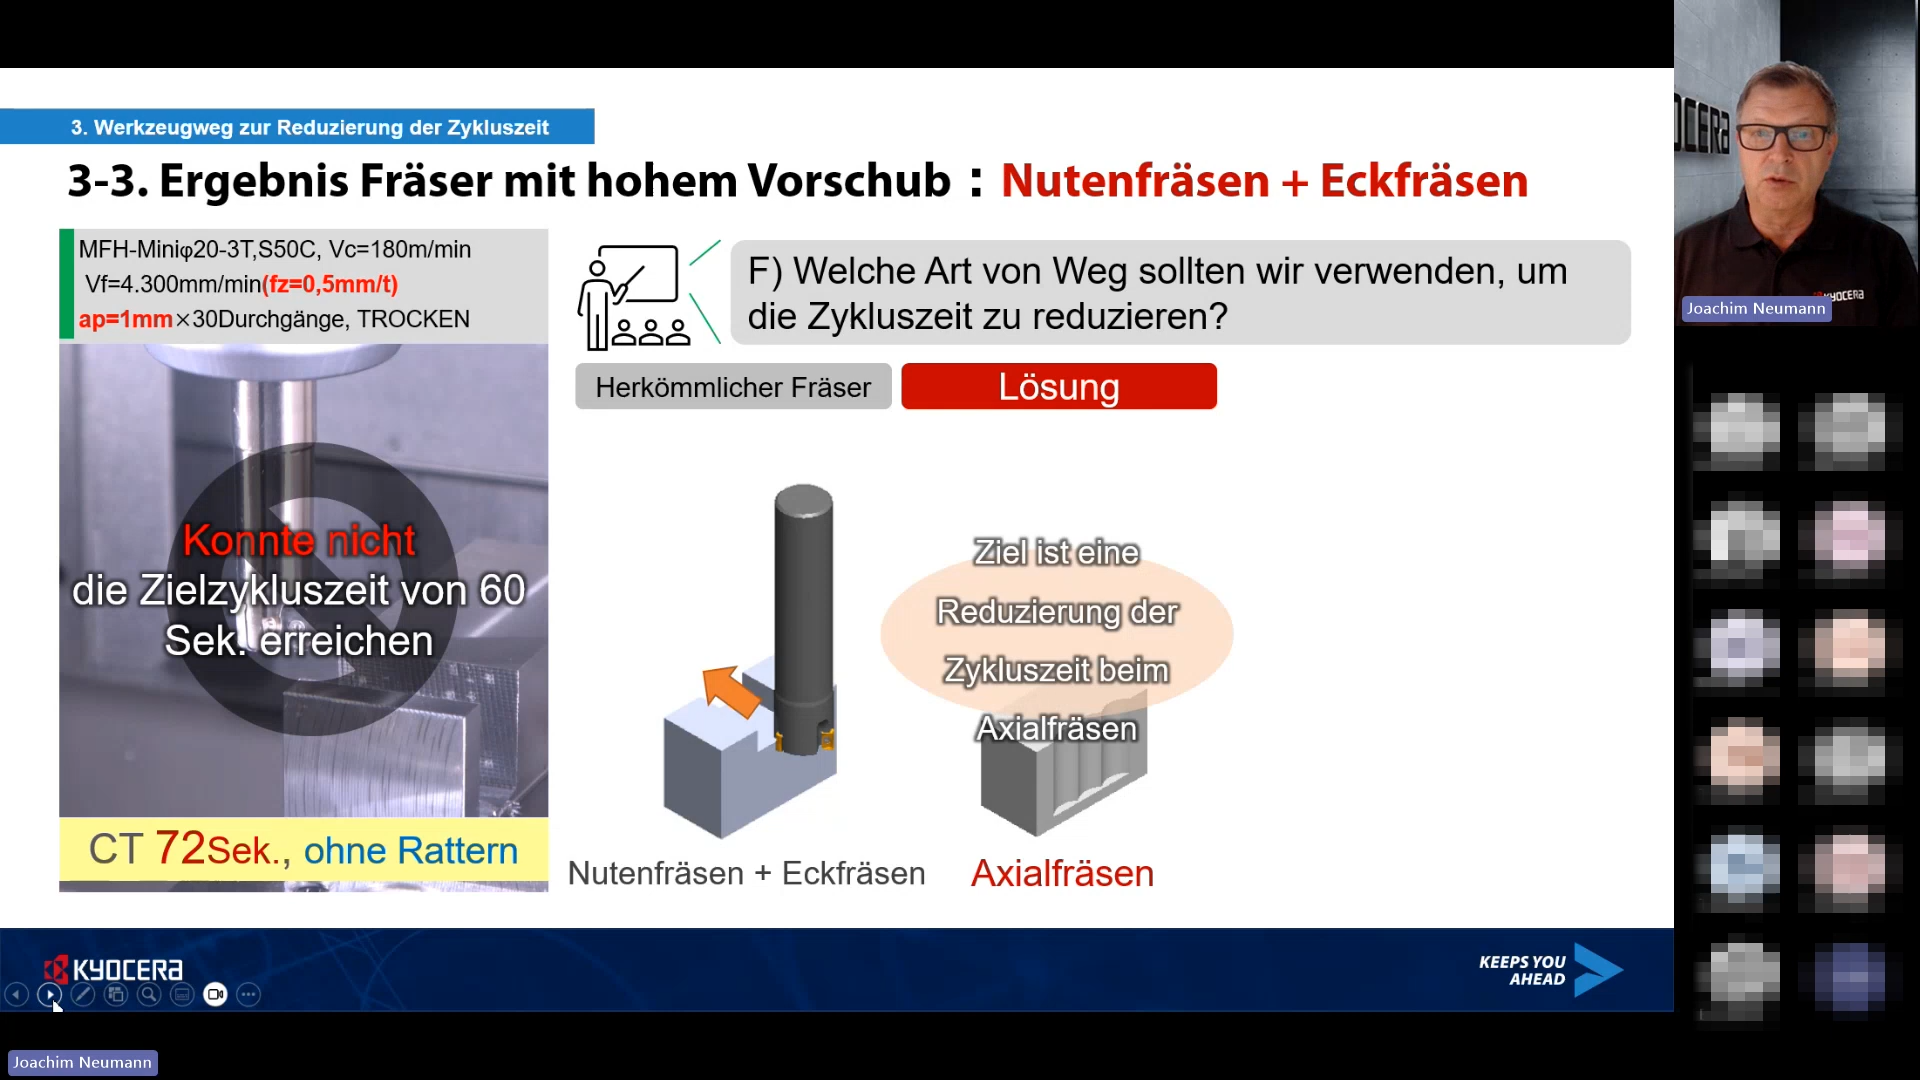 3. Werkzeugweg zur Reduzierung der Zykluszeit
3-3. Ergebnis Fräser mit hohem Vorschub：Nutenfräsen + Eckfräsen
MFH-Miniφ20-3T,S50C, Vc=180m/min
Vf=4.300mm/min(fz=0,5mm/t)
ap=1mm×30Durchgänge, TROCKEN
F) Welche Art von Weg sollten wir verwenden, um
die Zykluszeit zu reduzieren?
Herkömmlicher Fräser
Lösung
Konnte nicht
die Zielzykluszeit von 60
Sek. erreichen
CT 72Sek., ohne Rattern
Nutenfräsen + Eckfräsen
Ziel ist eine
Reduzierung der
Zykluszeit beim
Axialfräsen
Axialfräsen
KYOCERA
KEEPS YOU
AHEAD
Joachim Neumann
KYOCERA
Joachim Neumann